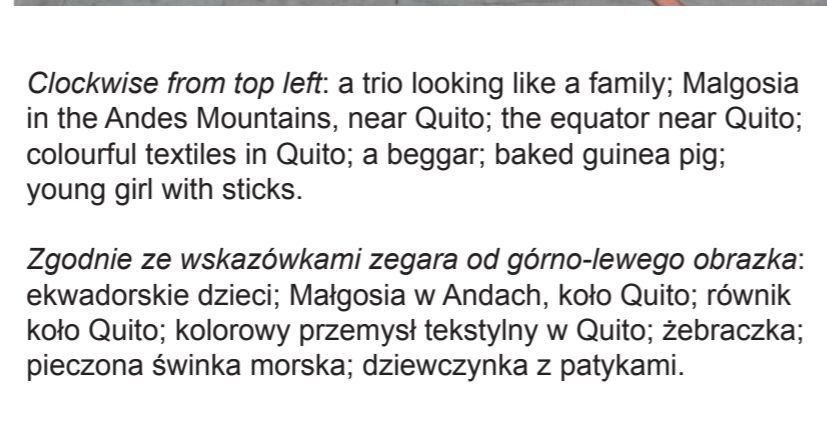 Clockwise from top left: a trio looking like a family; Malgosia
in the Andes Mountains, near Quito; the equator near Quito;
colourful textiles in Quito; a beggar; baked guinea pig;
young girl with sticks.
Zgodnie ze wskazówkami zegara od górno-lewego obrazka:
ekwadorskie dzieci; Małgosia w Andach, koło Quito; równik
koło Quito; kolorowy przemysł tekstylny w Quito; żebraczka;
pieczona świnka morska; dziewczynka z patykami.